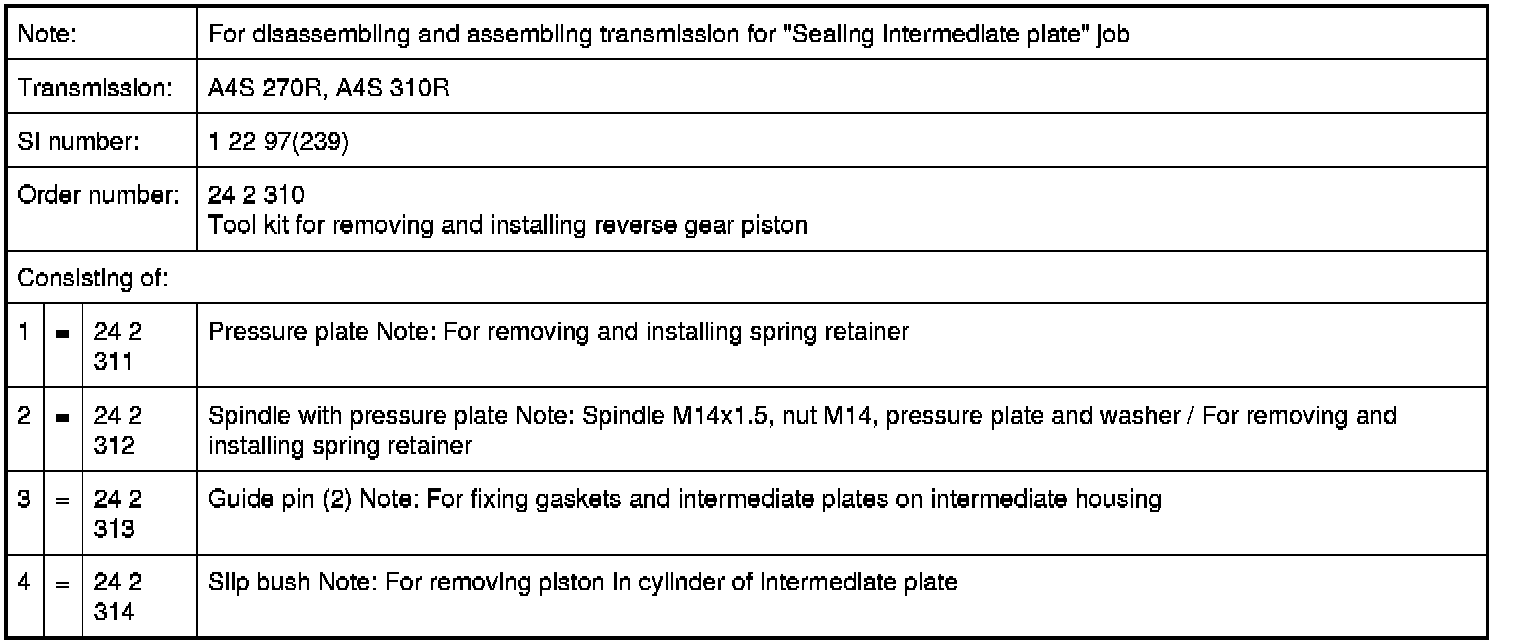 Note: For disassembling and assembling transmission for "Sealing intermediate plate" job
Transmission: A4S 270R, A4S 310R
SI number: 1 22 97(239)
Order number: 24 2 310
Tool kit for removing and installing reverse gear piston
Consisting of:
1 = 24 2 Pressure plate Note: For removing and installing spring retainer
311
2 = 24 2 Spindle with pressure plate Note: Spindle M14x1.5, nut M14, pressure plate and washer / For removing and
312 installing spring retainer
3 = 24 2 Guide pin (2) Note: For fixing gaskets and intermediate plates on intermediate housing
313
4 = 24 2 Slip bush Note: For removing piston in cylinder of intermediate plate
314